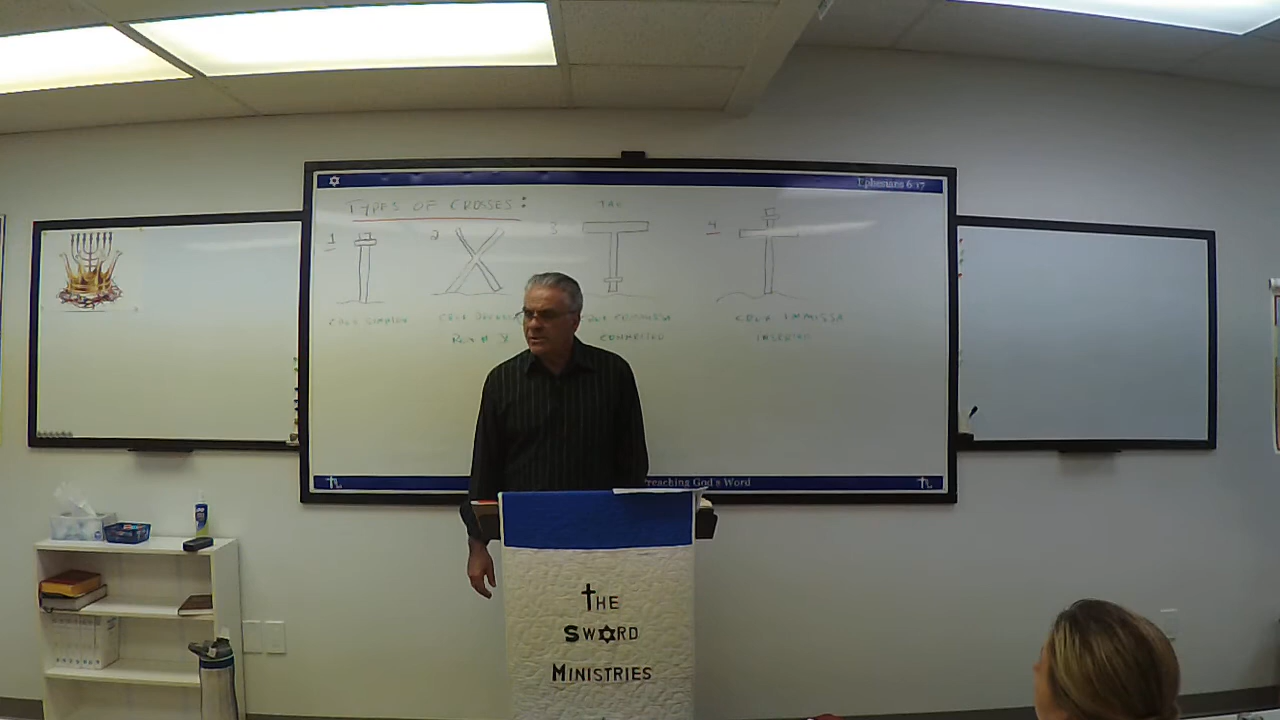 Ephesians 6:17
TYPES OF CROSSES:
TAU
1
2
3
4
CRUX SIMPLEX
CRUX
CRUX COMMISSA
CRUX IMMISSA
CONNECTED
INSERTED
Preaching God's Word
THE
SWORD
MINISTRIES